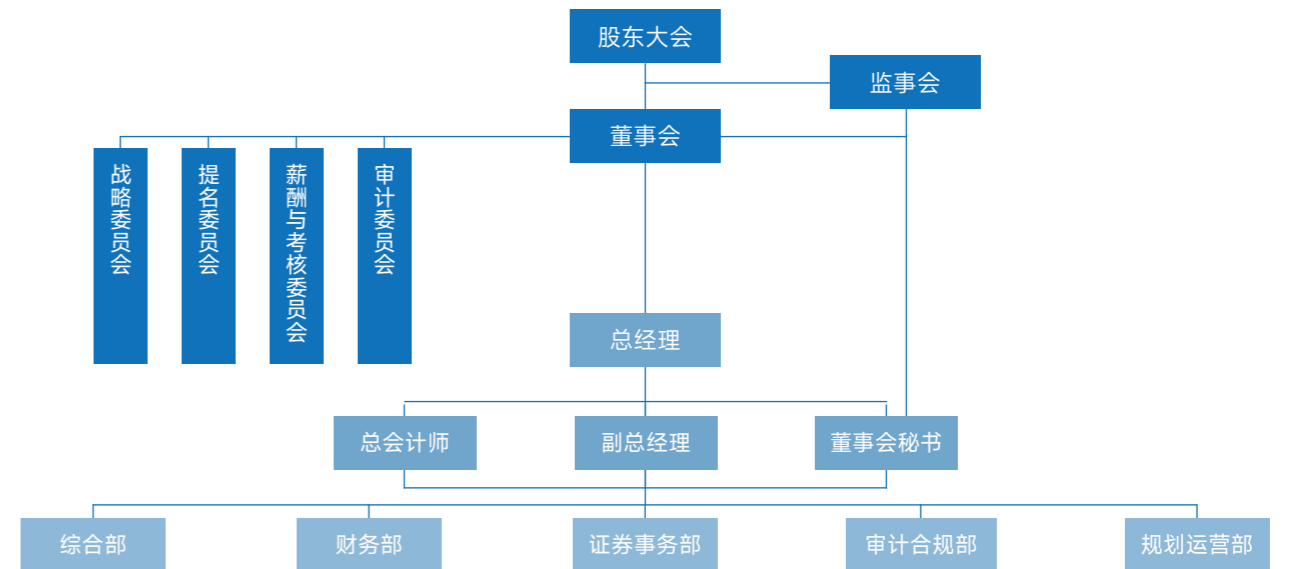 股东大会
监事会
董事会
战略委员会
提名委员会
薪酬与考核委员会
审计委员会
总经理
总会计师
副总经理
董事会秘书
综合部
财务部
证券事务部
审计合规部
规划运营部